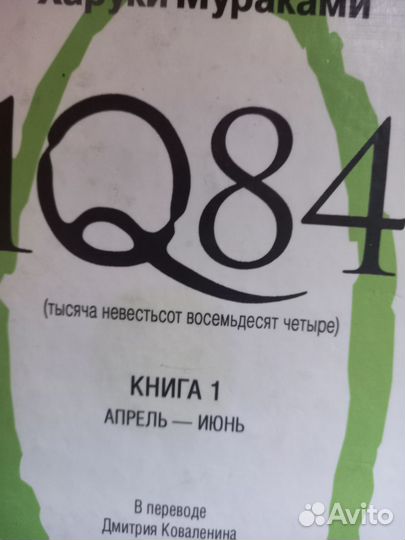 Харуки Мураками
1Q84
(тысяча невестьсот восемьдесят четыре)
КНИГА 1
АПРЕЛЬ — ИЮНЬ
В переводе
Дмитрия Коваленина
Avito